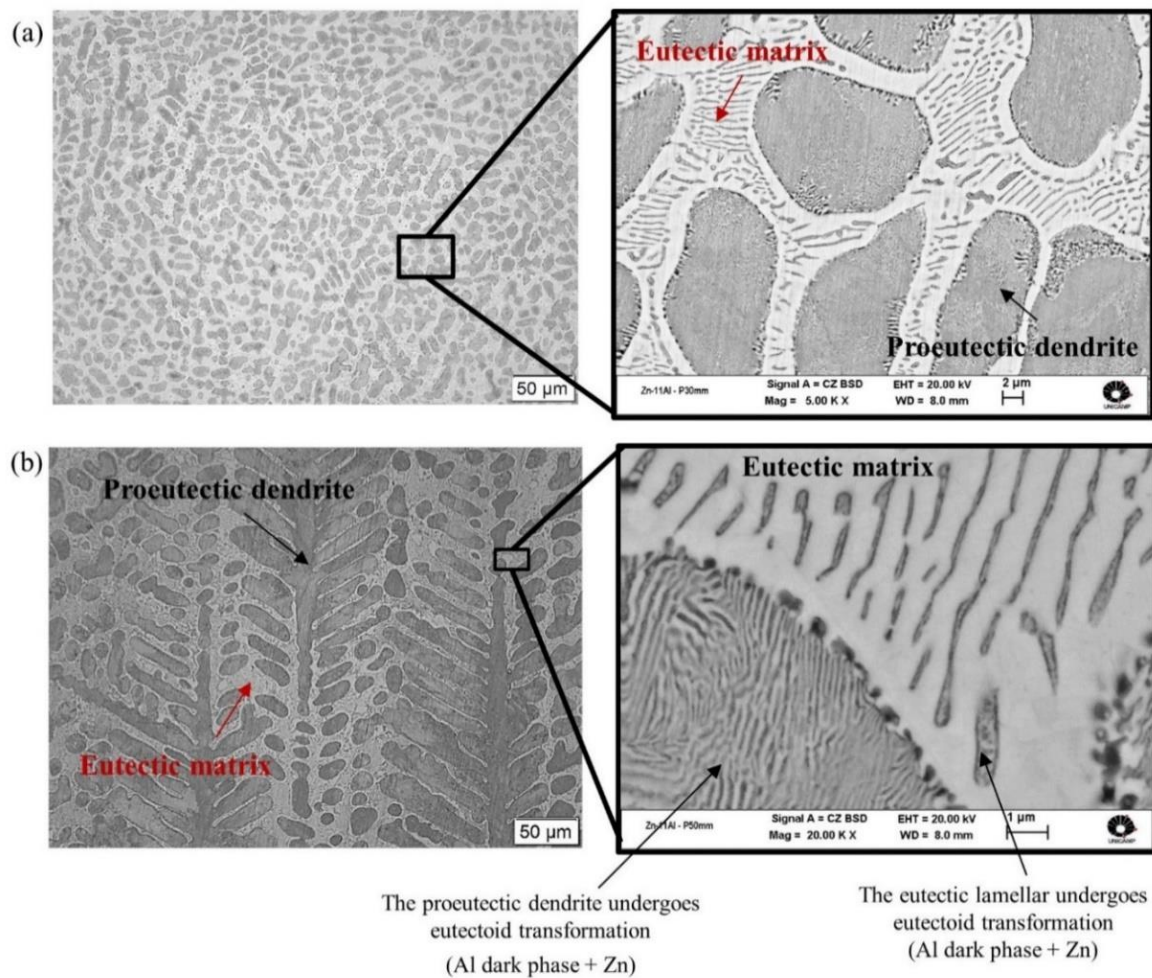 (a)
Eutectic matrix
Proeutectic dendrite
50 µm
Zn-11Al - P30mm
Signal A = CZ BSD
EHT = 20.00 kV
2 µm
Mag = 5.00 K X
WD = 8.0 mm
UNICAMP
(b)
Proeutectic dendrite
Eutectic matrix
50 µm
Eutectic matrix
Zn-11Al - P50mm
Signal A = CZ BSD
EHT = 20.00 kV
1 µm
Mag = 20.00 K X
WD = 8.0 mm
UNICAMP
The proeutectic dendrite undergoes
eutectoid transformation
(Al dark phase + Zn)
The eutectic lamellar undergoes
eutectoid transformation
(Al dark phase + Zn)